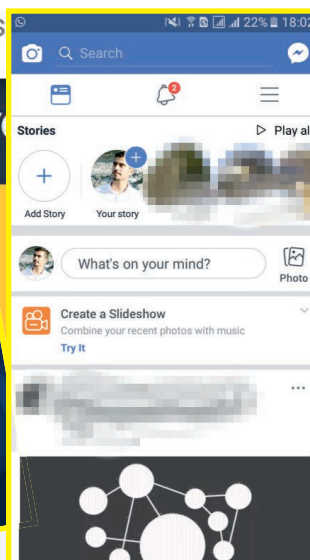 22% 18:02
Search
2
Stories Play al
Add Story Your story
What's on your mind?
Photo
Create a Slideshow
Combine your recent photos with music
Try It